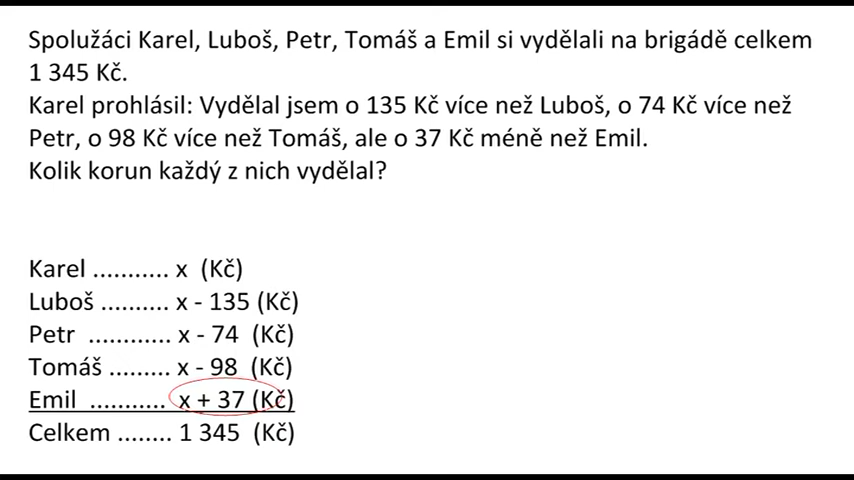 Spolužáci Karel, Luboš, Petr, Tomáš a Emil si vydělali na brigádě celkem
1 345 Kč.
Karel prohlásil: Vydělal jsem o 135 Kč více než Luboš, o 74 Kč více než
Petr, o 98 Kč více než Tomáš, ale o 37 Kč méně než Emil.
Kolik korun každý z nich vydělal?
Karel ........... x (Kč)
Luboš .......... x - 135 (Kč)
Petr ............ x - 74 (Kč)
Tomáš ......... x - 98 (Kč)
Emil ........... x + 37 (Kč)
Celkem ........ 1 345 (Kč)